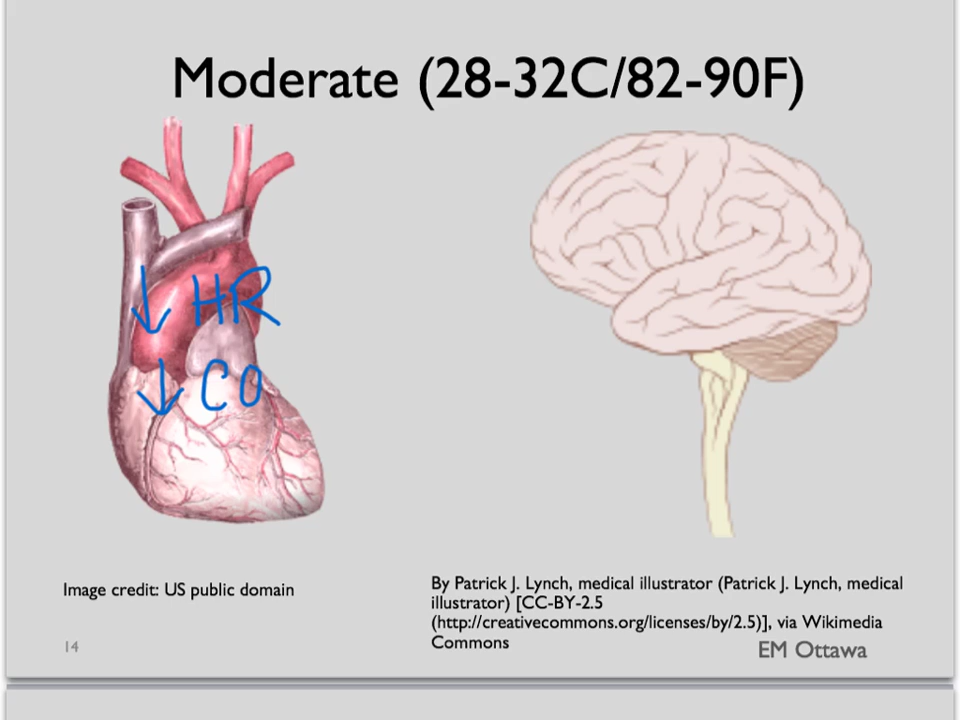 Moderate (28-32C/82-90F)
↓ HR
↓ CO
Image credit: US public domain
By Patrick J. Lynch, medical illustrator (Patrick J. Lynch, medical
illustrator) [CC-BY-2.5
(http://creativecommons.org/licenses/by/2.5)], via Wikimedia
Commons
14
EM Ottawa